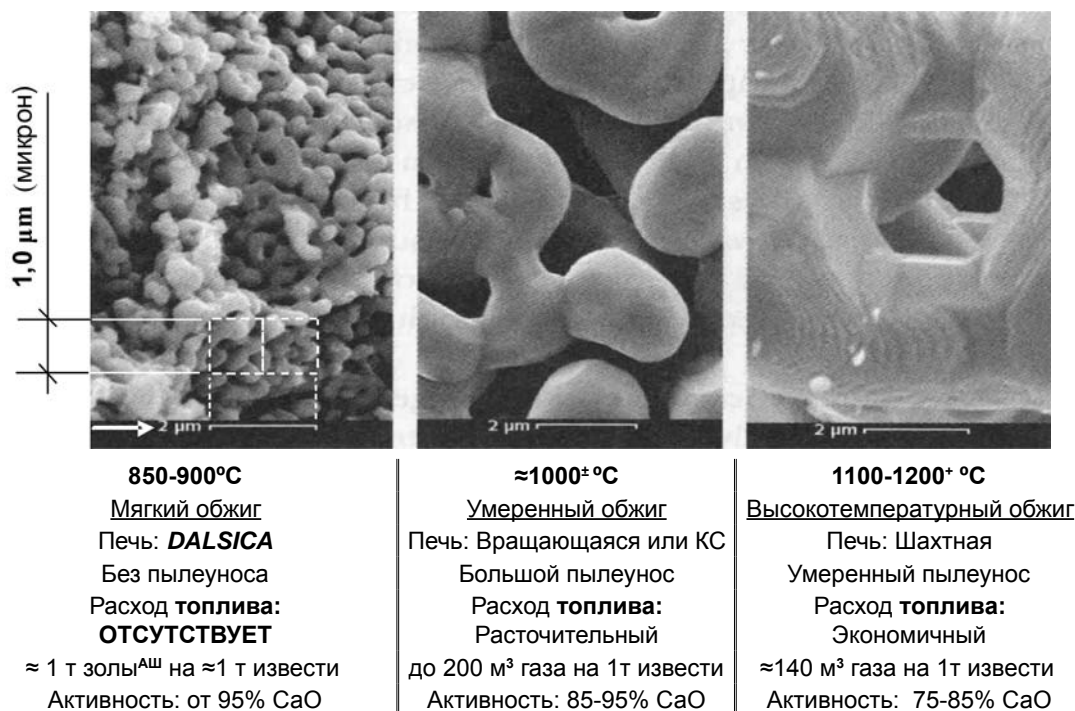 1,0 μm (микрон)
2 μm
2 μm
2 μm
850-900ºC
Мягкий обжиг
Печь: DALSICA
Без пылеуноса
Расход топлива:
ОТСУТСТВУЕТ
≈ 1 т золыᴬᵂ на ≈1 т извести
Активность: от 95% CaO
≈1000± ºC
Умеренный обжиг
Печь: Вращающаяся или КС
Большой пылеунос
Расход топлива:
Расточительный
до 200 м³ газа на 1т извести
Активность: 85-95% CaO
1100-1200⁺ ºC
Высокотемпературный обжиг
Печь: Шахтная
Умеренный пылеунос
Расход топлива:
Экономичный
≈140 м³ газа на 1т извести
Активность: 75-85% CaO